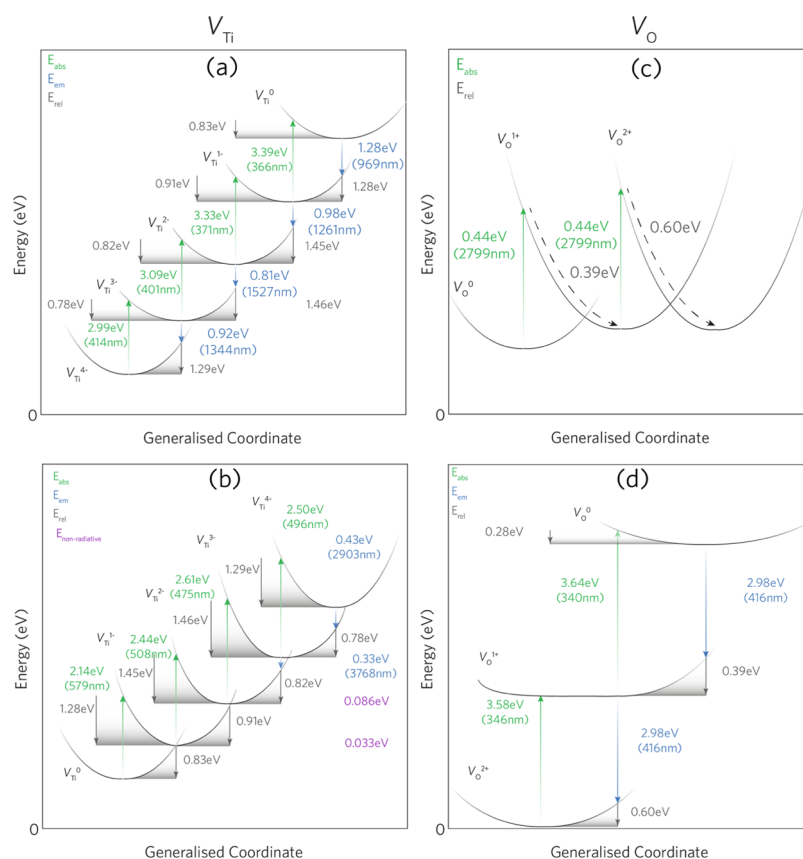 V_Ti
V_O
(a)
E_abs
E_em
E_rel
V_Ti^0
0.83eV
3.39eV
(366nm)
1.28eV
(969nm)
V_Ti^1-
0.91eV
1.28eV
3.33eV
(371nm)
0.98eV
(1261nm)
V_Ti^2-
0.82eV
1.45eV
3.09eV
(401nm)
0.81eV
(1527nm)
V_Ti^3-
0.78eV
1.46eV
2.99eV
(414nm)
0.92eV
(1344nm)
V_Ti^4-
1.29eV
0
Energy (eV)
Generalised Coordinate
(c)
E_abs
E_rel
V_O^1+
V_O^2+
0.44eV
(2799nm)
0.44eV
(2799nm)
0.60eV
0.39eV
V_O^0
0
Energy (eV)
Generalised Coordinate
(b)
E_abs
E_em
E_rel
E_non-radiative
V_Ti^4-
2.50eV
(496nm)
0.43eV
(2903nm)
V_Ti^3-
1.29eV
2.61eV
(475nm)
V_Ti^2-
1.46eV
0.78eV
2.44eV
(508nm)
0.33eV
(3768nm)
V_Ti^1-
1.45eV
0.82eV
2.14eV
(579nm)
0.086eV
1.28eV
0.91eV
0.033eV
V_Ti^0
0.83eV
0
Energy (eV)
Generalised Coordinate
(d)
E_abs
E_em
E_rel
V_O^0
0.28eV
3.64eV
(340nm)
2.98eV
(416nm)
V_O^1+
0.39eV
3.58eV
(346nm)
2.98eV
(416nm)
V_O^2+
0.60eV
0
Energy (eV)
Generalised Coordinate